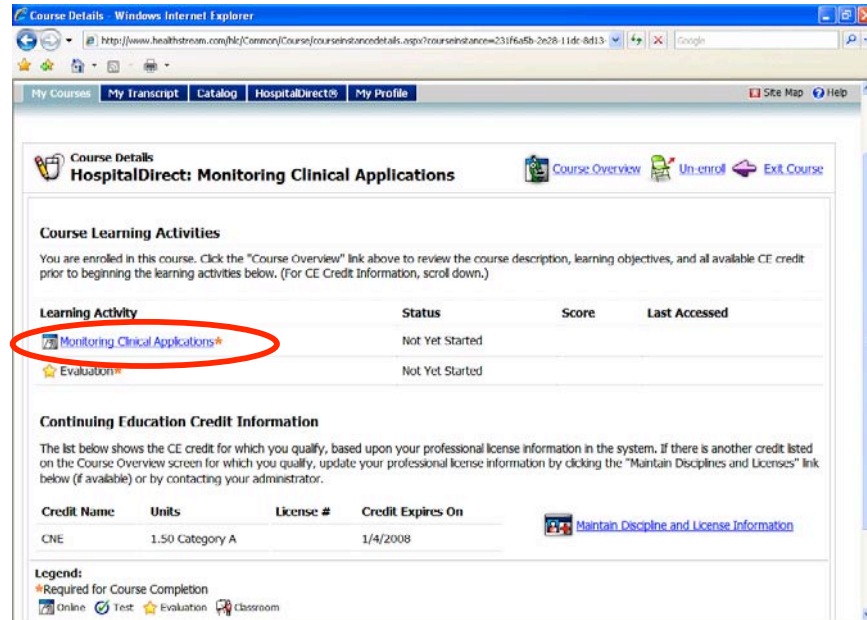 Course Details - Windows Internet Explorer
http://www.healthstream.com/hlc/Common/Course/courseinstancedetails.aspx?courseinstance=231f6a5b-2e28-11dc-8d13-
Google
My Courses My Transcript Catalog HospitalDirect® My Profile Site Map Help
Course Details
HospitalDirect: Monitoring Clinical Applications
Course Overview Un-enroll Exit Course
Course Learning Activities
You are enrolled in this course. Click the "Course Overview" link above to review the course description, learning objectives, and all available CE credit
prior to beginning the learning activities below. (For CE Credit Information, scroll down.)
Learning Activity Status Score Last Accessed
Monitoring Clinical Applications* Not Yet Started
Evaluation* Not Yet Started
Continuing Education Credit Information
The list below shows the CE credit for which you qualify, based upon your professional license information in the system. If there is another credit listed
on the Course Overview screen for which you qualify, update your professional license information by clicking the "Maintain Disciplines and Licenses" link
below (if available) or by contacting your administrator.
Credit Name Units License # Credit Expires On
Maintain Discipline and License Information
CNE 1.50 Category A 1/4/2008
Legend:
*Required for Course Completion
Online Test Evaluation Classroom